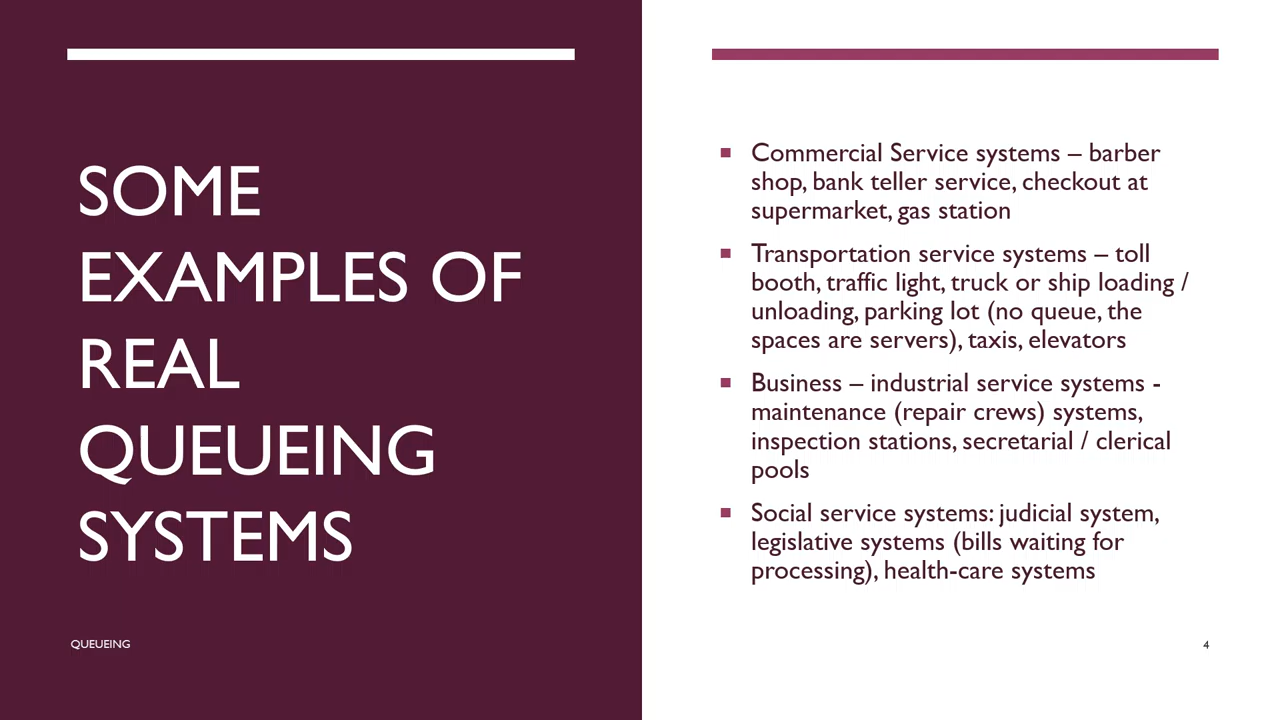 SOME
EXAMPLES OF
REAL
QUEUEING
SYSTEMS
▪ Commercial Service systems – barber
shop, bank teller service, checkout at
supermarket, gas station
▪ Transportation service systems – toll
booth, traffic light, truck or ship loading /
unloading, parking lot (no queue, the
spaces are servers), taxis, elevators
▪ Business – industrial service systems -
maintenance (repair crews) systems,
inspection stations, secretarial / clerical
pools
▪ Social service systems: judicial system,
legislative systems (bills waiting for
processing), health-care systems
QUEUEING
4